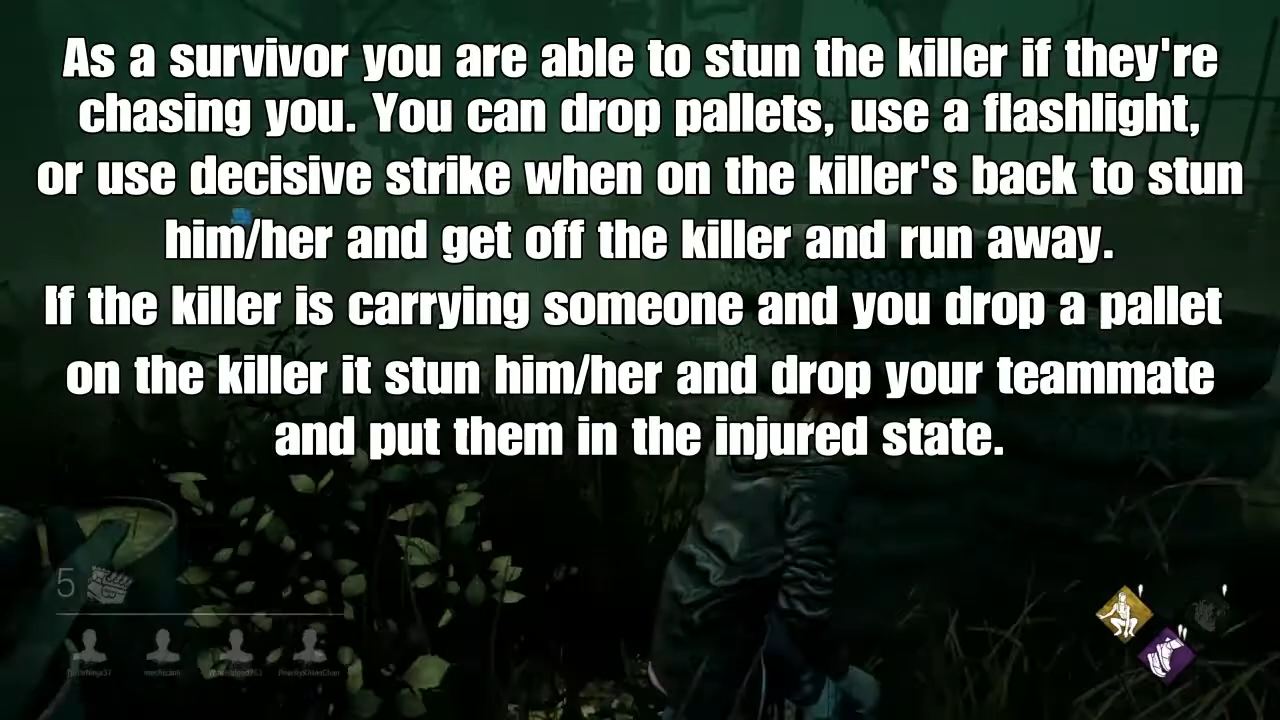 As a survivor you are able to stun the killer if they're
chasing you. You can drop pallets, use a flashlight,
or use decisive strike when on the killer's back to stun
him/her and get off the killer and run away.
If the killer is carrying someone and you drop a pallet
on the killer it stun him/her and drop your teammate
and put them in the injured state.
5